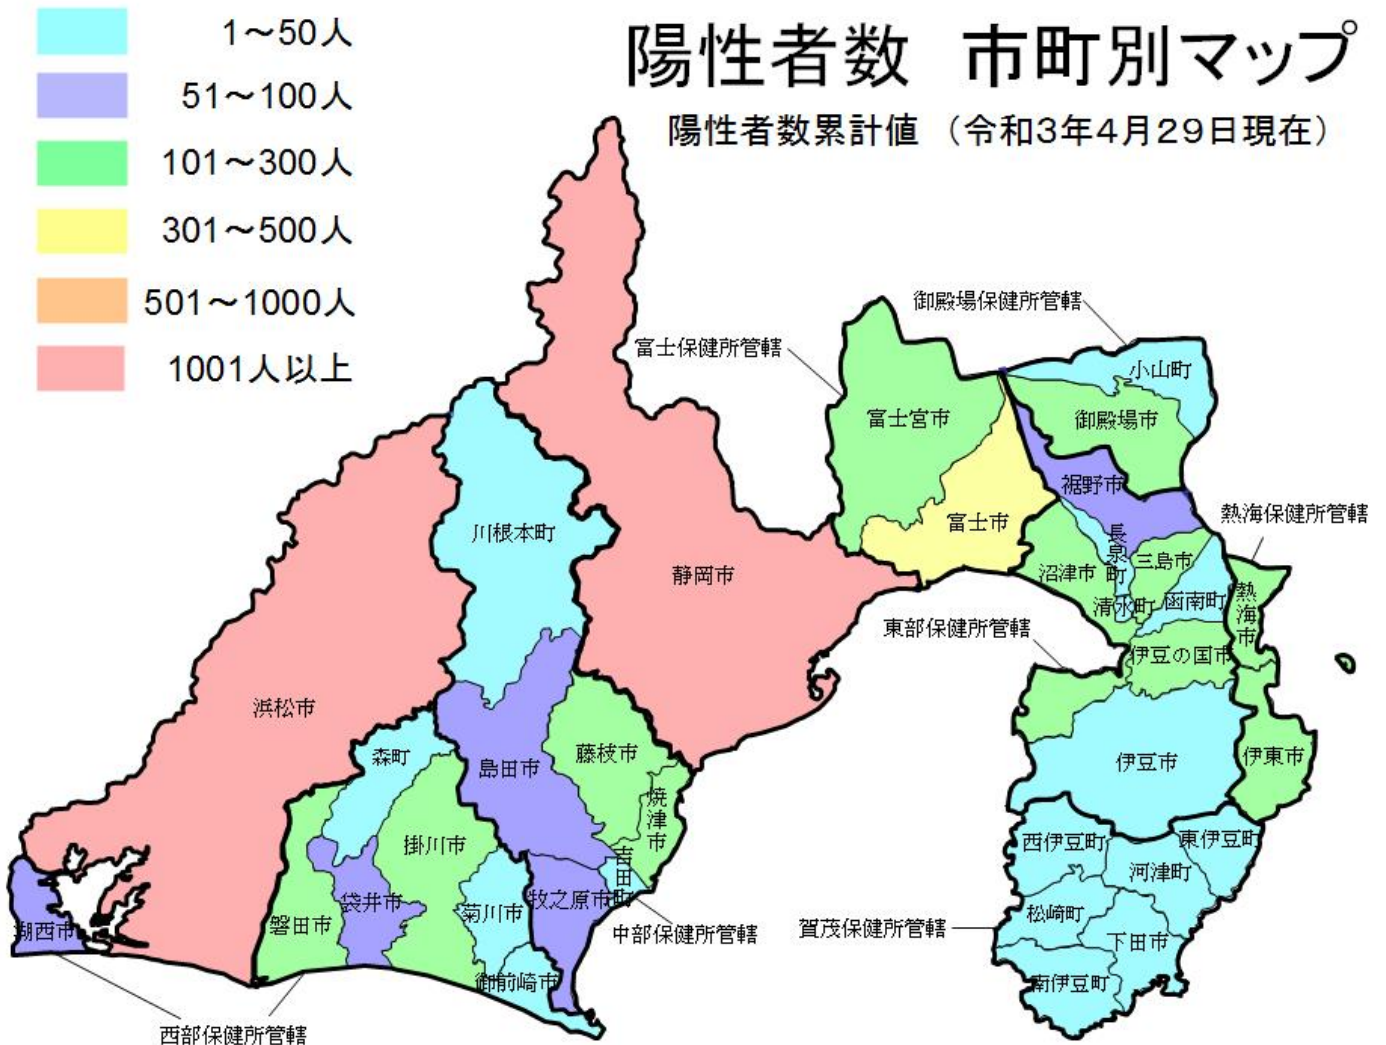 陽性者数 市町別マップ
陽性者数累計値 （令和3年4月29日現在）
1～50人
51～100人
101～300人
301～500人
501～1000人
1001人以上
御殿場保健所管轄
富士保健所管轄
小山町
富士宮市
御殿場市
裾野市
熱海保健所管轄
富士市
川根本町
長泉町
三島市
沼津市
静岡市
熱海市
清水町
函南町
東部保健所管轄
伊豆の国市
浜松市
森町
島田市
藤枝市
伊豆市
伊東市
焼津市
掛川市
西伊豆町
東伊豆町
吉田町
河津町
袋井市
牧之原市
菊川市
松崎町
磐田市
湖西市
中部保健所管轄
賀茂保健所管轄
下田市
御前崎市
南伊豆町
西部保健所管轄